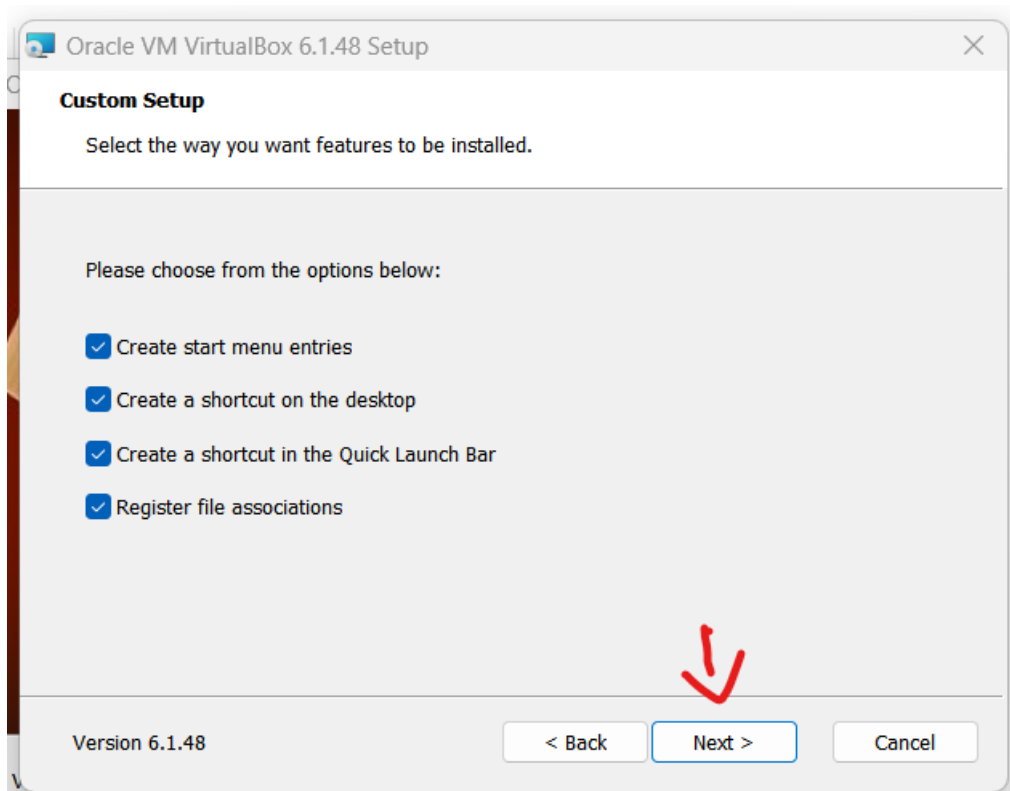 Oracle VM VirtualBox 6.1.48 Setup
Custom Setup
Select the way you want features to be installed.
Please choose from the options below:
Create start menu entries
Create a shortcut on the desktop
Create a shortcut in the Quick Launch Bar
Register file associations
Version 6.1.48
< Back
Next >
Cancel